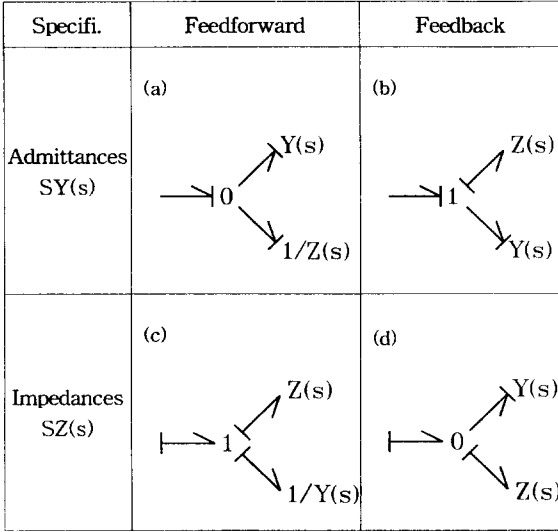 Specifi. Feedforward Feedback
(a) (b)
Y(s) Z(s)
Admittances
SY(s)
0 1
1/Z(s) Y(s)
(c) (d)
Z(s) Y(s)
Impedances
SZ(s)
1 0
1/Y(s) Z(s)